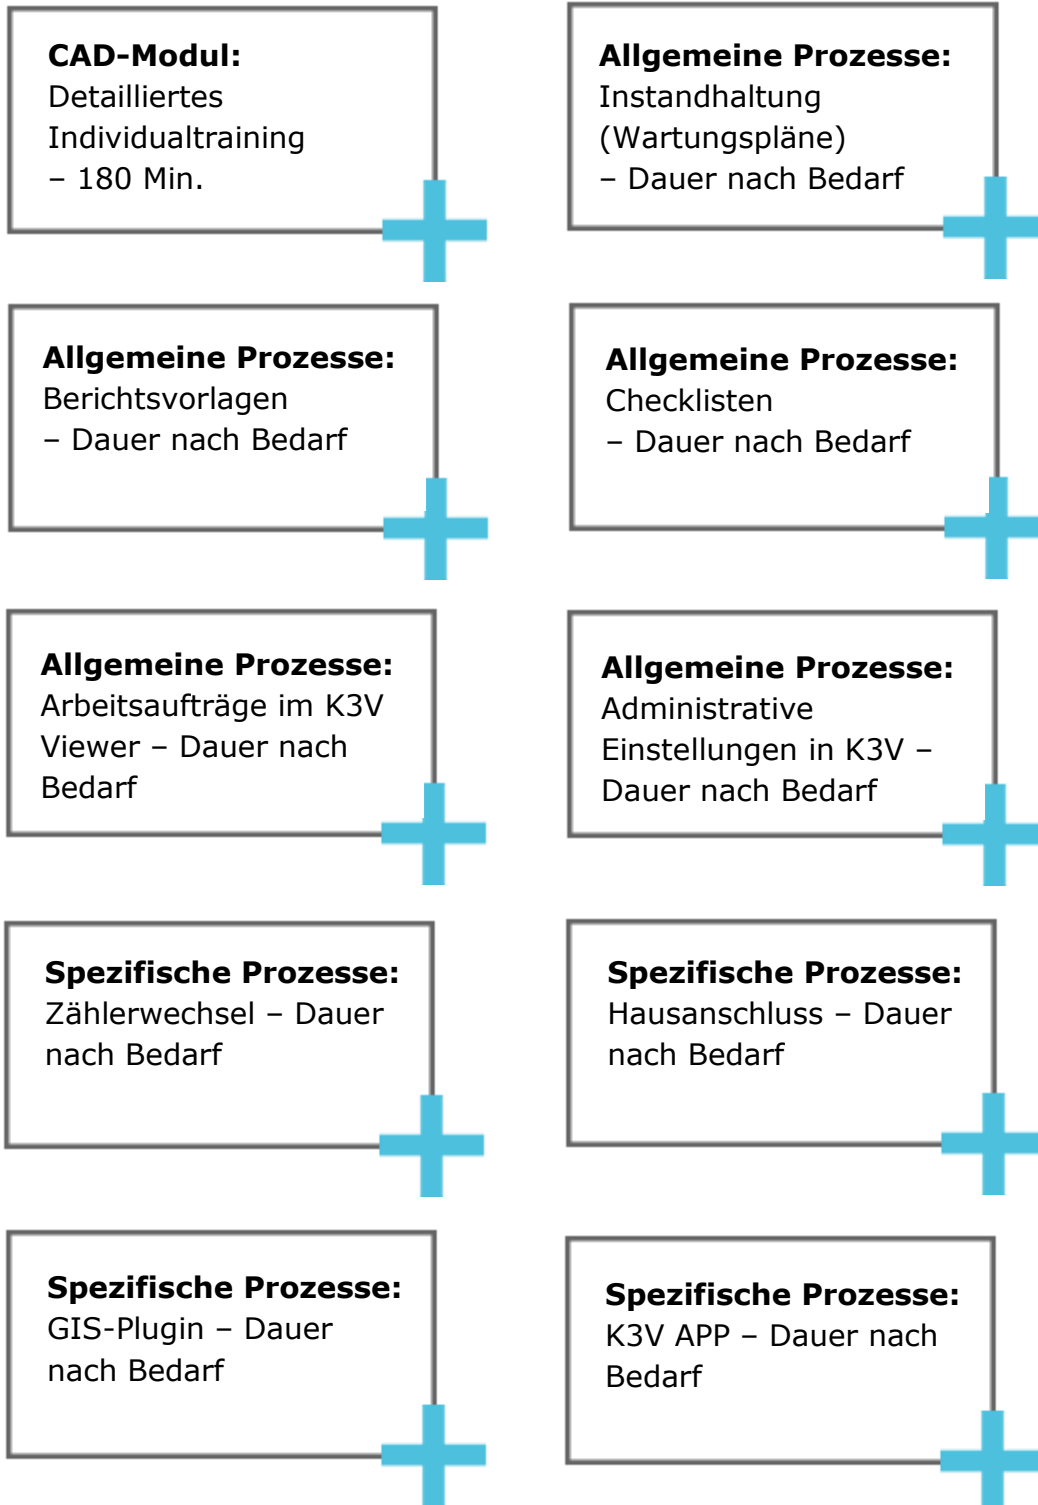 CAD-Modul:
Detailliertes
Individualtraining
– 180 Min.
Allgemeine Prozesse:
Instandhaltung
(Wartungspläne)
– Dauer nach Bedarf
Allgemeine Prozesse:
Berichtsvorlagen
– Dauer nach Bedarf
Allgemeine Prozesse:
Checklisten
– Dauer nach Bedarf
Allgemeine Prozesse:
Arbeitsaufträge im K3V
Viewer – Dauer nach
Bedarf
Allgemeine Prozesse:
Administrative
Einstellungen in K3V –
Dauer nach Bedarf
Spezifische Prozesse:
Zählerwechsel – Dauer
nach Bedarf
Spezifische Prozesse:
Hausanschluss – Dauer
nach Bedarf
Spezifische Prozesse:
GIS-Plugin – Dauer
nach Bedarf
Spezifische Prozesse:
K3V APP – Dauer nach
Bedarf